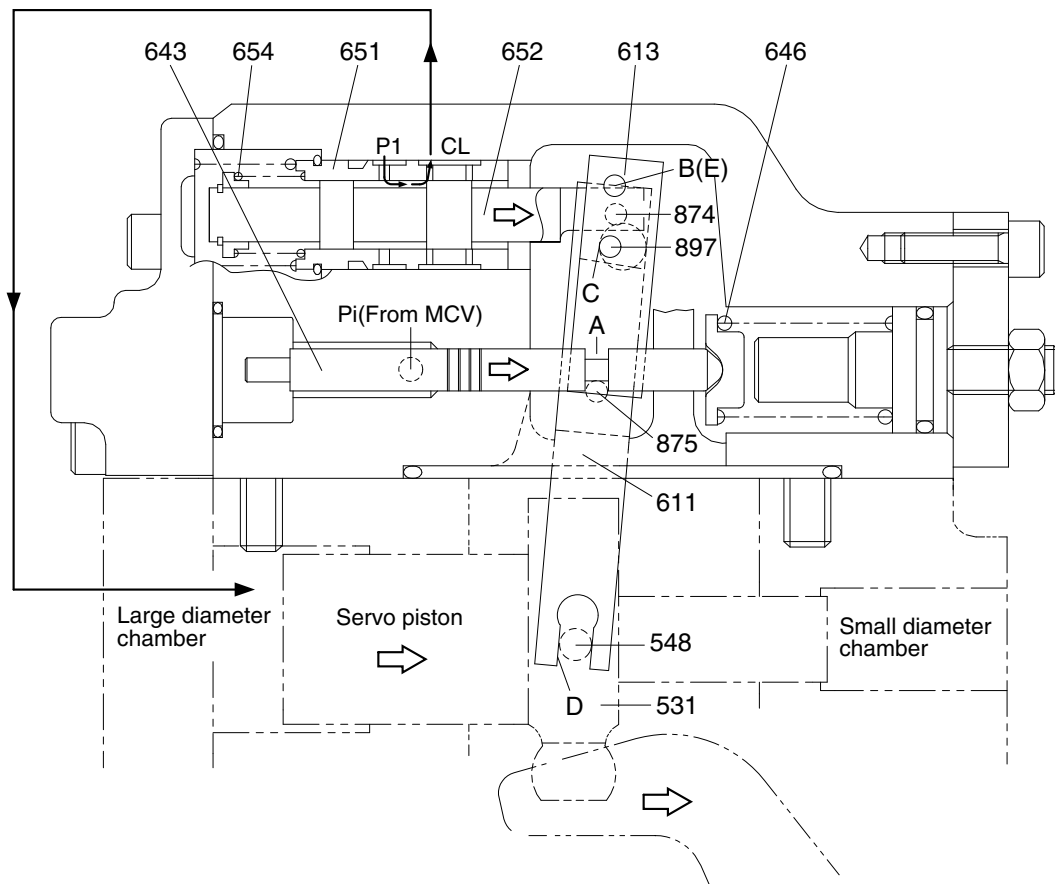 643
654
651
652
613
646
P1
CL
B(E)
874
897
C
A
Pi(From MCV)
875
611
Large diameter
chamber
Servo piston
Small diameter
chamber
548
D
531